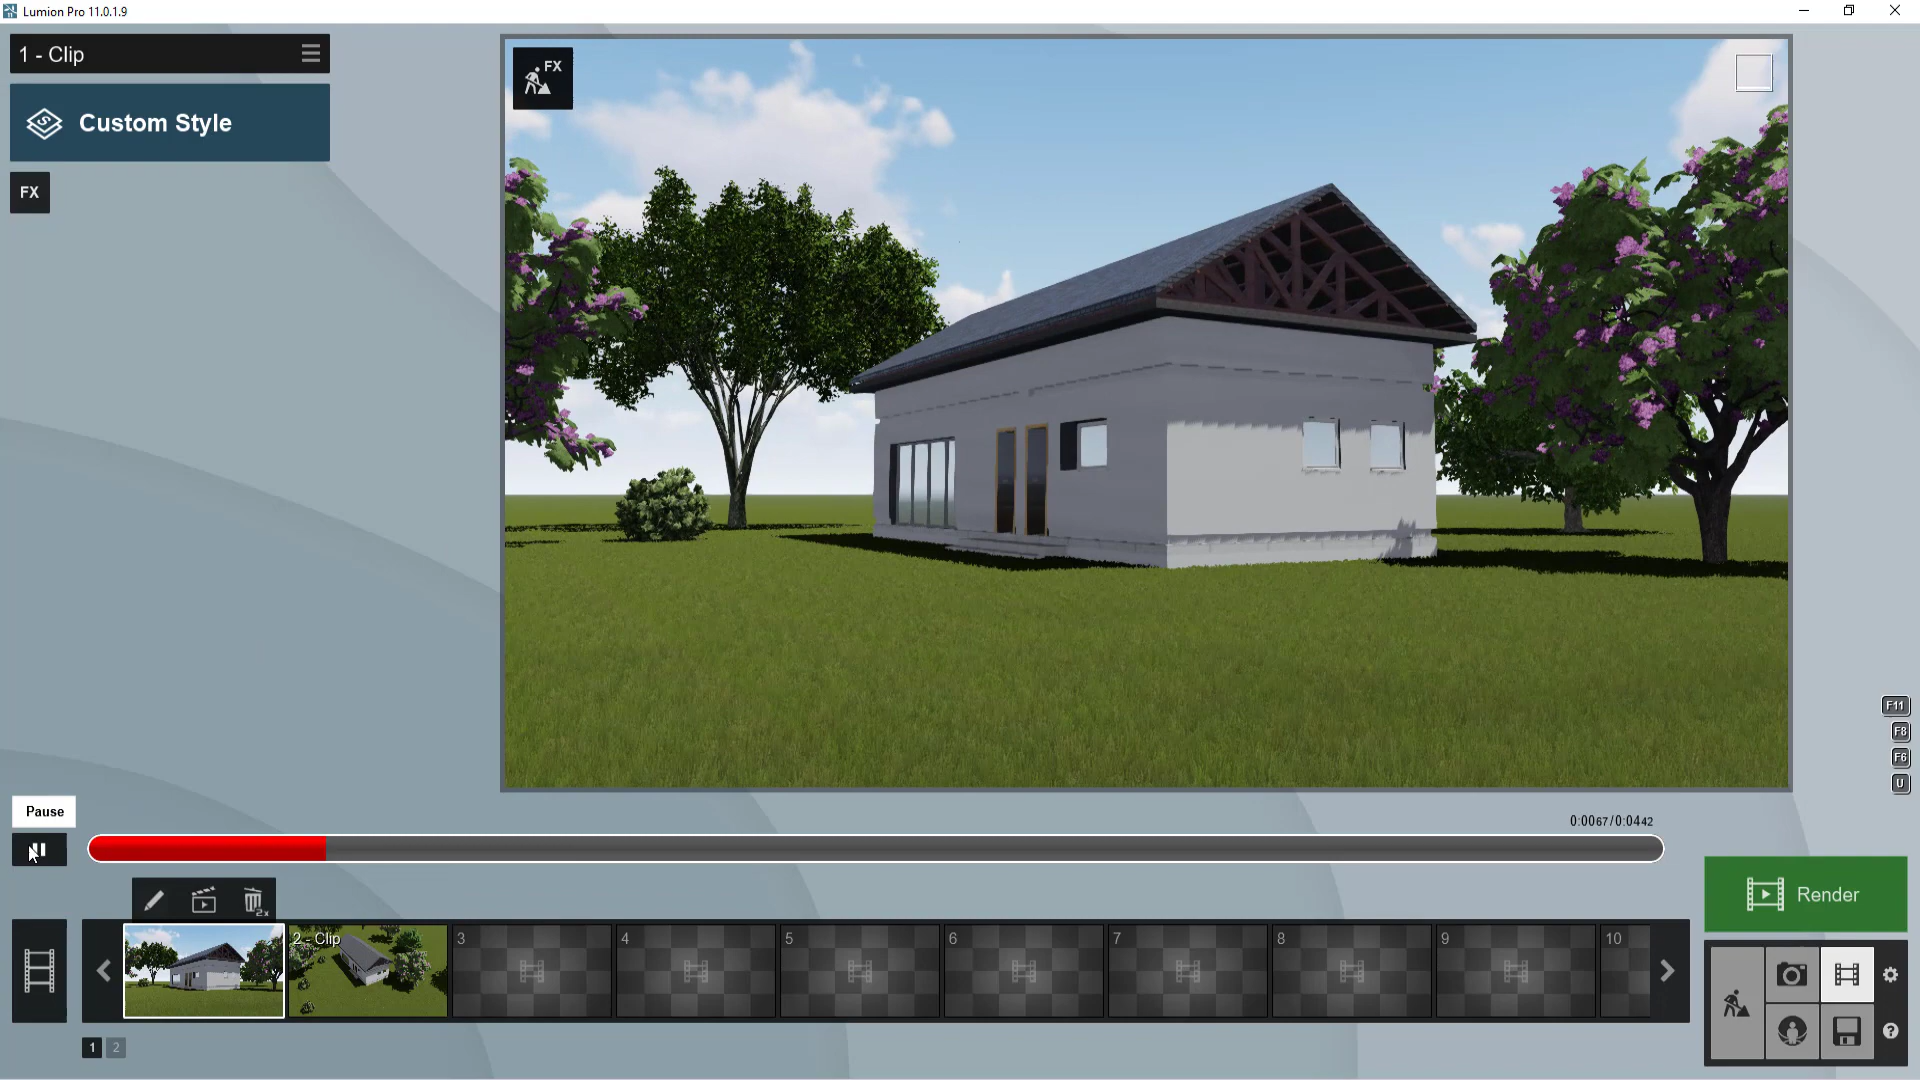 Lumion Pro 11.0.1.9
1 - Clip
FX
Custom Style
FX
F11
F8
F6
U
Pause
0:0067/0:0442
Render
2x
2 - Clip
3
4
5
6
7
8
9
10
1
2